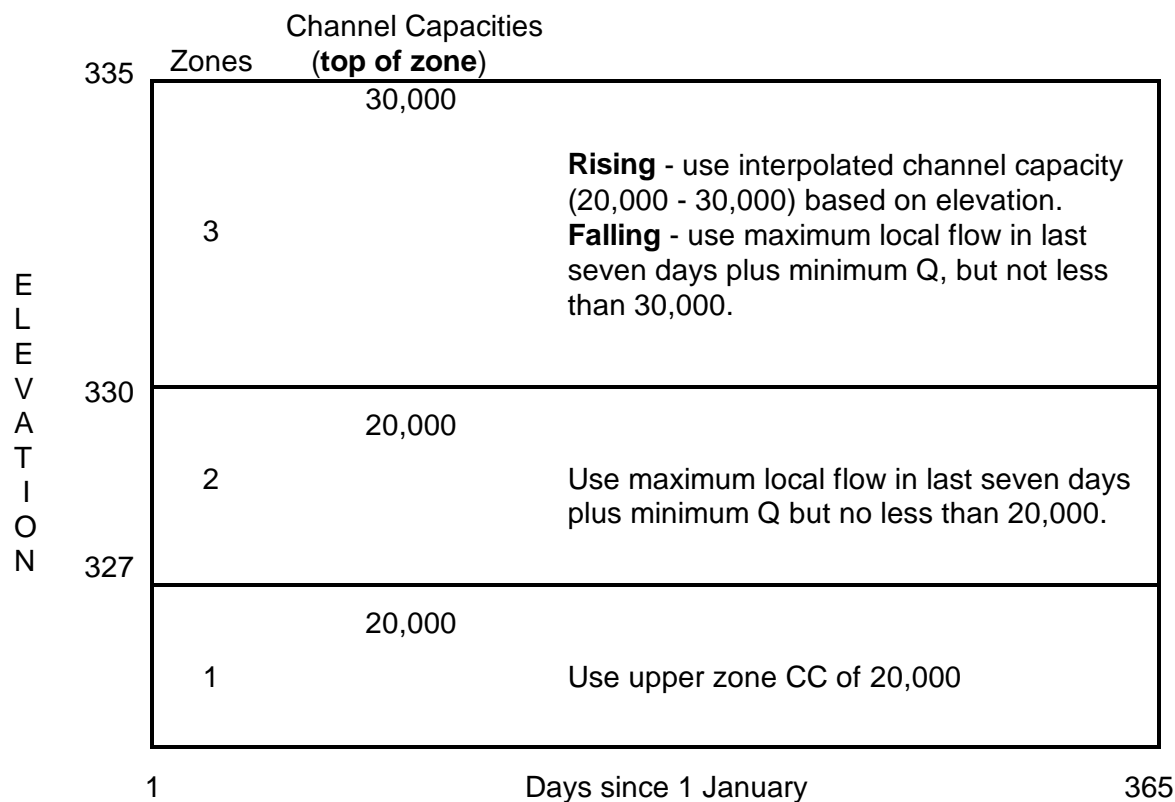 Channel Capacities
Zones (top of zone)
335
30,000
Rising - use interpolated channel capacity
(20,000 - 30,000) based on elevation.
3
Falling - use maximum local flow in last
seven days plus minimum Q, but not less
than 30,000.
ELEVATION
330
20,000
2
Use maximum local flow in last seven days
plus minimum Q but no less than 20,000.
327
20,000
1 Use upper zone CC of 20,000
1 Days since 1 January 365